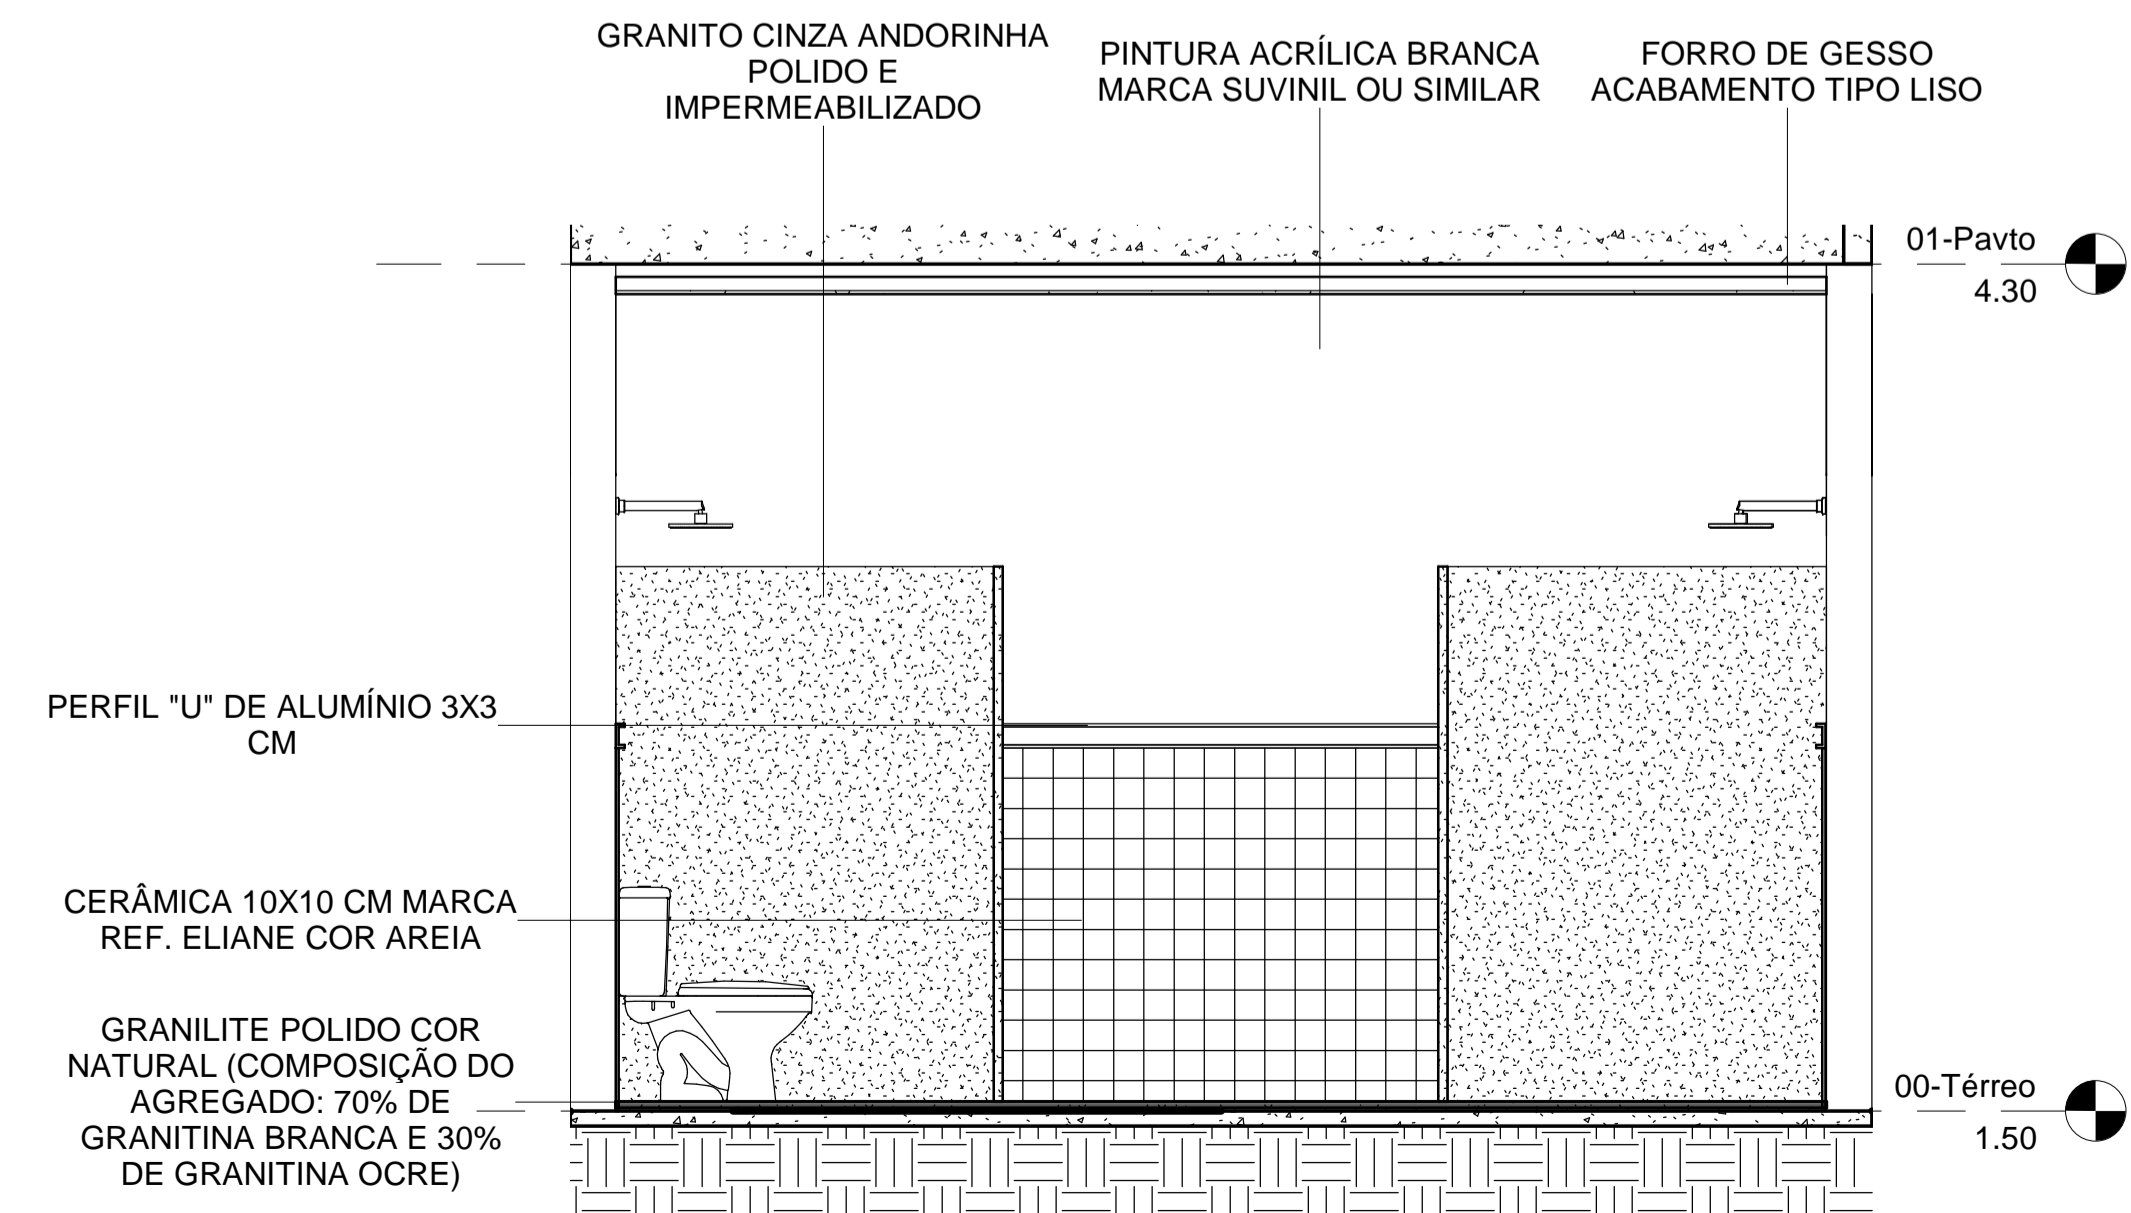 GRANITO CINZA ANDORINHA
POLIDO E
IMPERMEABILIZADO
PINTURA ACRÍLICA BRANCA
MARCA SUVINIL OU SIMILAR
FORRO DE GESSO
ACABAMENTO TIPO LISO
01-Pavto
4.30
PERFIL "U" DE ALUMÍNIO 3X3
CM
CERÂMICA 10X10 CM MARCA
REF. ELIANE COR AREIA
GRANILITE POLIDO COR
NATURAL (COMPOSIÇÃO DO
AGREGADO: 70% DE
GRANITINA BRANCA E 30%
DE GRANITINA OCRE)
00-Térreo
1.50